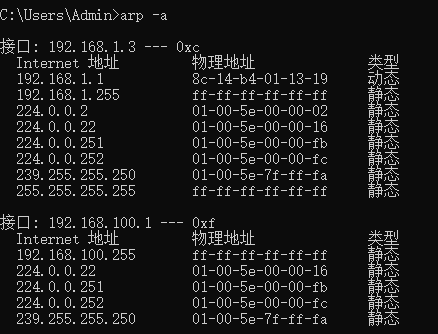 C:\Users\Admin>arp -a
接口: 192.168.1.3 --- 0xc
Internet 地址 物理地址 类型
192.168.1.1 8c-14-b4-01-13-19 动态
192.168.1.255 ff-ff-ff-ff-ff-ff 静态
224.0.0.2 01-00-5e-00-00-02 静态
224.0.0.22 01-00-5e-00-00-16 静态
224.0.0.251 01-00-5e-00-00-fb 静态
224.0.0.252 01-00-5e-00-00-fc 静态
239.255.255.250 01-00-5e-7f-ff-fa 静态
255.255.255.255 ff-ff-ff-ff-ff-ff 静态
接口: 192.168.100.1 --- 0xf
Internet 地址 物理地址 类型
192.168.100.255 ff-ff-ff-ff-ff-ff 静态
224.0.0.22 01-00-5e-00-00-16 静态
224.0.0.251 01-00-5e-00-00-fb 静态
224.0.0.252 01-00-5e-00-00-fc 静态
239.255.255.250 01-00-5e-7f-ff-fa 静态